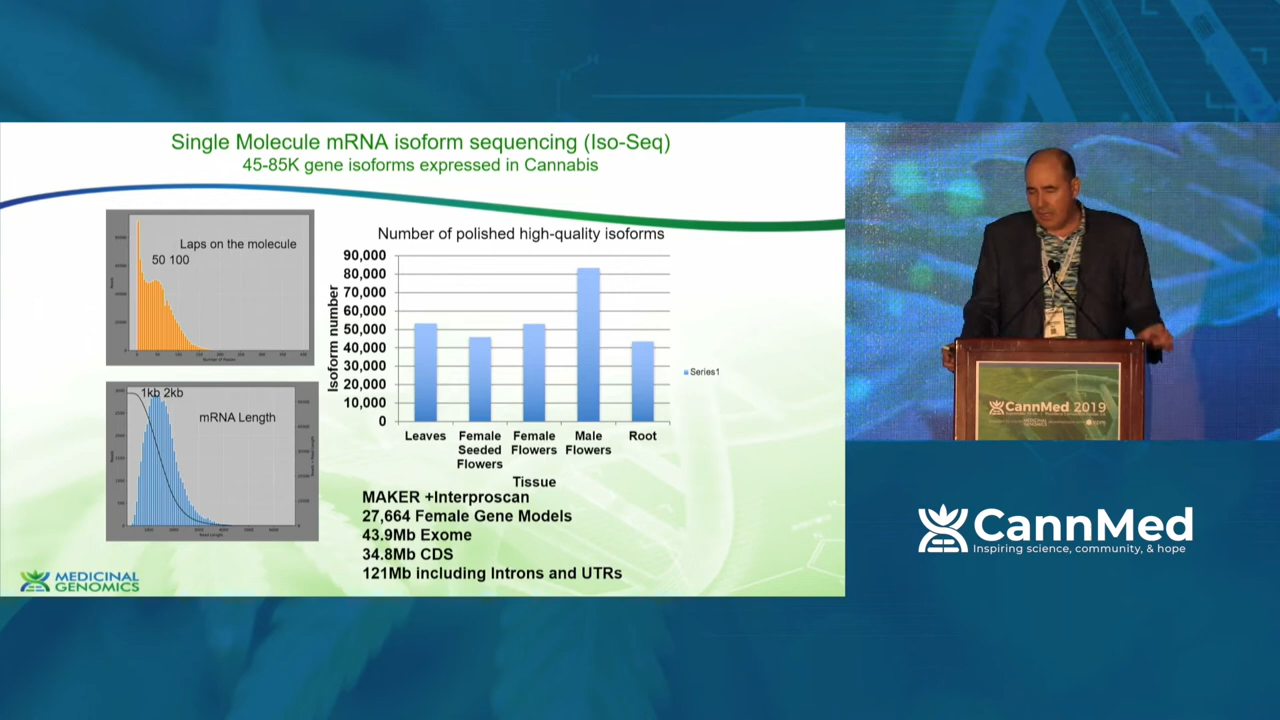 Single Molecule mRNA isoform sequencing (Iso-Seq)
45-85K gene isoforms expressed in Cannabis
Laps on the molecule
50 100
1kb 2kb
mRNA Length
Number of polished high-quality isoforms
Isoform number
90,000
80,000
70,000
60,000
50,000
40,000
30,000
20,000
10,000
0
Leaves
Female Seeded Flowers
Female Flowers
Male Flowers
Root
Tissue
Series1
MAKER +Interproscan
27,664 Female Gene Models
43.9Mb Exome
34.8Mb CDS
121Mb including Introns and UTRs
MEDICINAL
GENOMICS
CannMed 2019
CannMed
Inspiring science, community, & hope